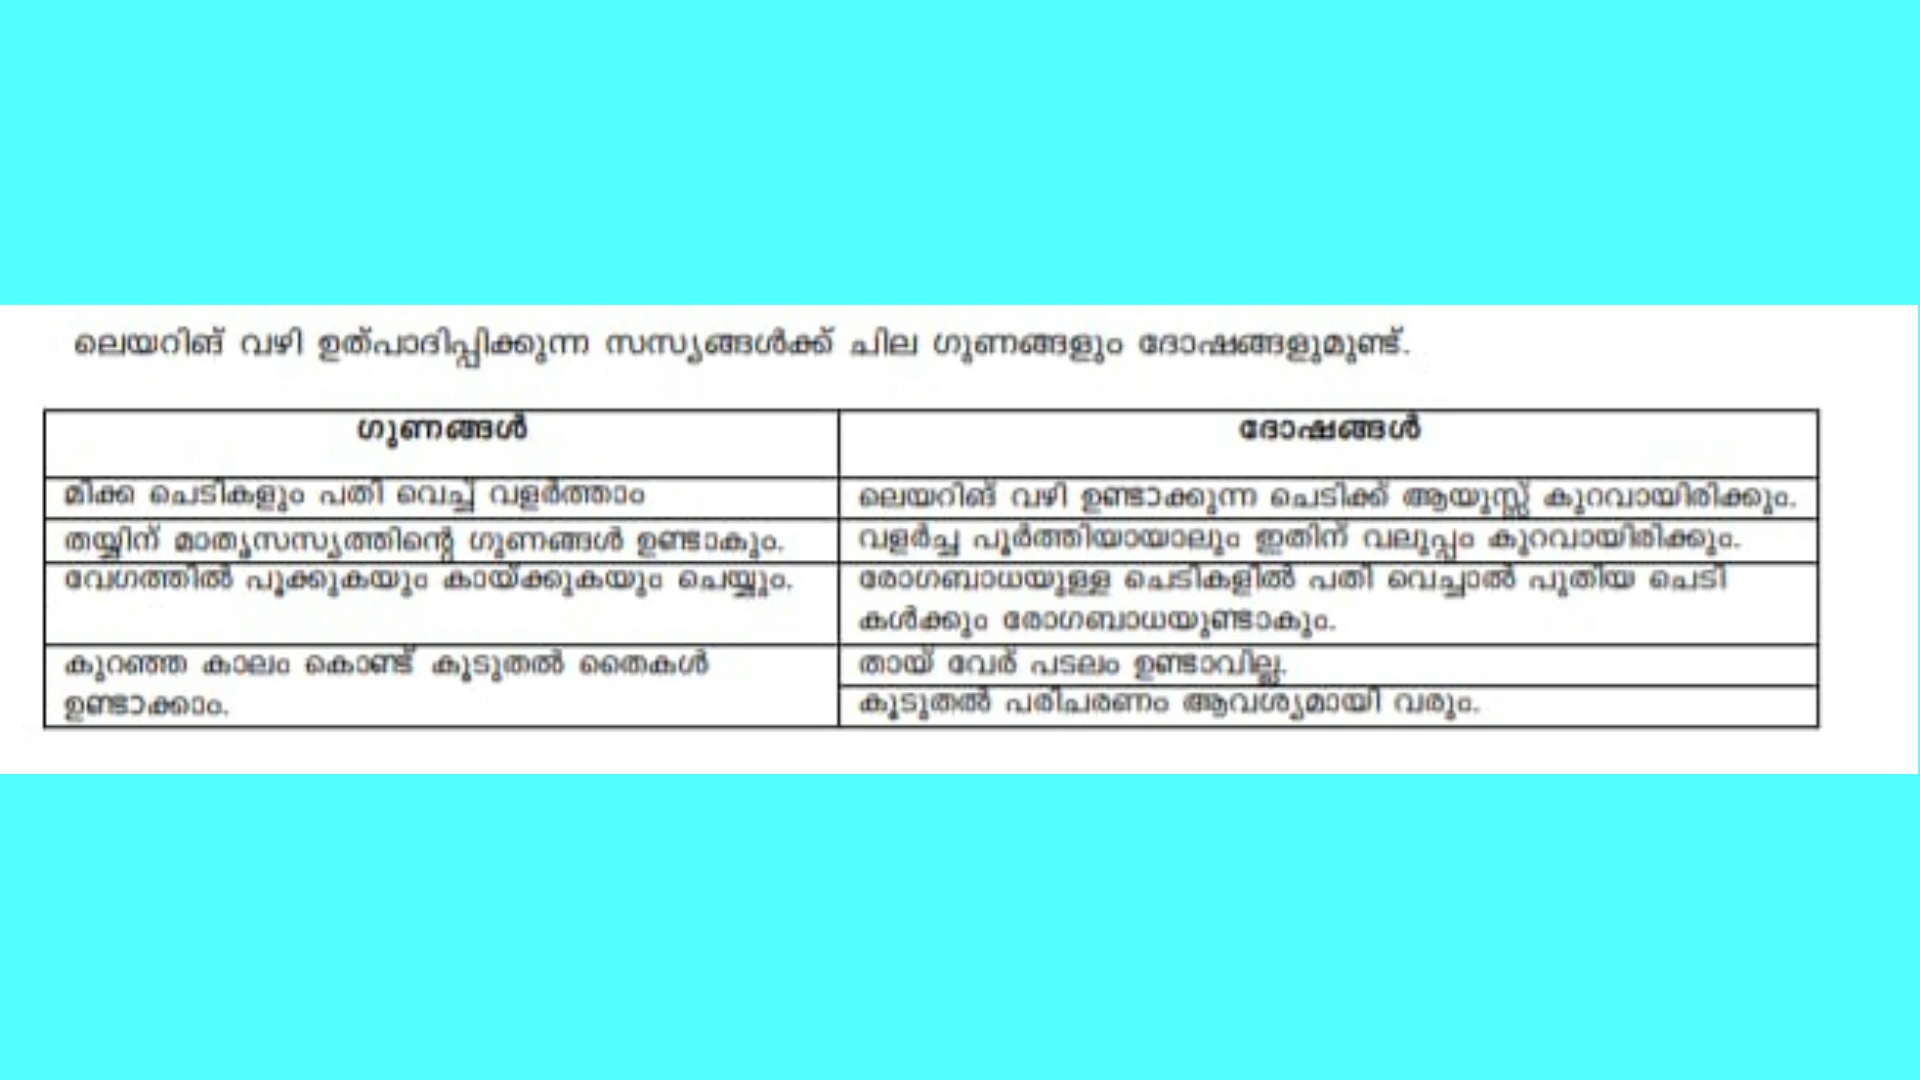 ലെയറിങ് വഴി ഉത്പാദിപ്പിക്കുന്ന സസ്യങ്ങൾക്ക് ചില ഗുണങ്ങളും ദോഷങ്ങളുമുണ്ട്.
ഗുണങ്ങൾ
ദോഷങ്ങൾ
മിക്ക ചെടികളും പതി വെച്ച് വളർത്താം
ലെയറിങ് വഴി ഉണ്ടാക്കുന്ന ചെടിക്ക് ആയുസ്സ് കുറവായിരിക്കും.
തയ്യിന് മാതൃസസ്യത്തിന്റെ ഗുണങ്ങൾ ഉണ്ടാകും.
വളർച്ച പൂർത്തിയായാലും ഇതിന് വലുപ്പം കുറവായിരിക്കും.
വേഗത്തിൽ പൂക്കുകയും കായ്ക്കുകയും ചെയ്യും.
രോഗബാധയുള്ള ചെടികളിൽ പതി വെച്ചാൽ പുതിയ ചെടി
കൾക്കും രോഗബാധയുണ്ടാകും.
കുറഞ്ഞ കാലം കൊണ്ട് കൂടുതൽ തൈകൾ
ഉണ്ടാക്കാം.
തായ് വേര് പടലം ഉണ്ടാവില്ല.
കൂടുതൽ പരിചരണം ആവശ്യമായി വരും.